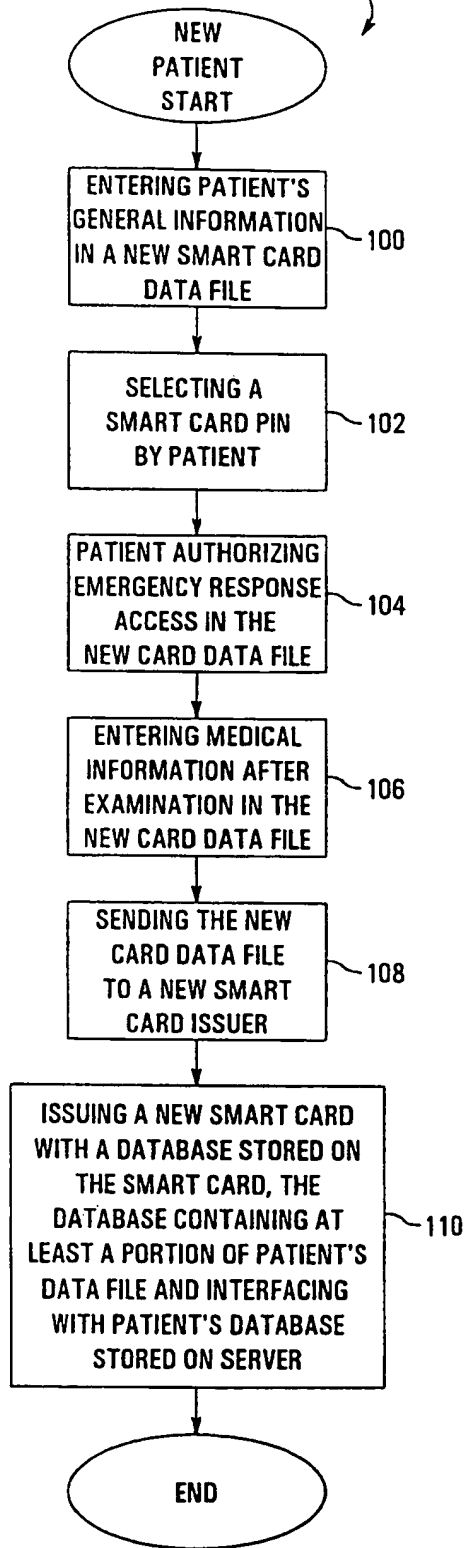 NEW
PATIENT
START
ENTERING PATIENT'S
GENERAL INFORMATION
IN A NEW SMART CARD
DATA FILE
100
SELECTING A
SMART CARD PIN
BY PATIENT
102
PATIENT AUTHORIZING
EMERGENCY RESPONSE
ACCESS IN THE
NEW CARD DATA FILE
104
ENTERING MEDICAL
INFORMATION AFTER
EXAMINATION IN THE
NEW CARD DATA FILE
106
SENDING THE NEW
CARD DATA FILE
TO A NEW SMART
CARD ISSUER
108
ISSUING A NEW SMART CARD
WITH A DATABASE STORED ON
THE SMART CARD, THE
DATABASE CONTAINING AT
LEAST A PORTION OF PATIENT'S
DATA FILE AND INTERFACING
WITH PATIENT'S DATABASE
STORED ON SERVER
110
END